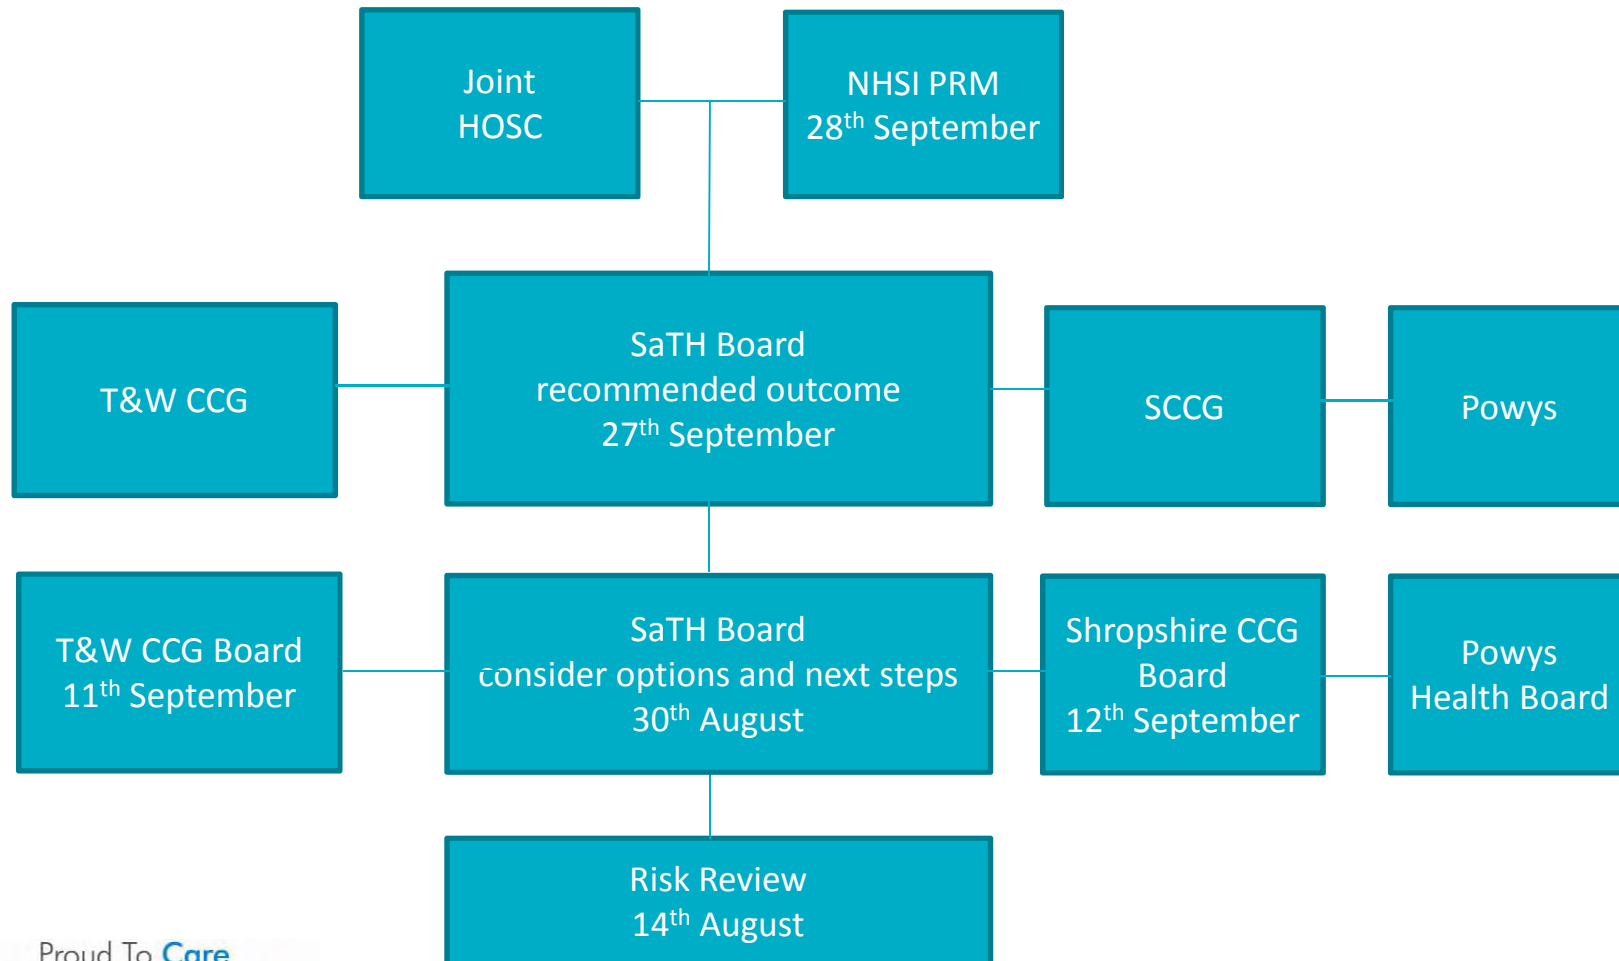 Joint
HOSC
NHSI PRM
28th September
T&W CCG
SaTH Board
recommended outcome
27th September
SCCG
Powys
T&W CCG Board
11th September
SaTH Board
consider options and next steps
30th August
Shropshire CCG
Board
12th September
Powys
Health Board
Risk Review
14th August
Proud To Care